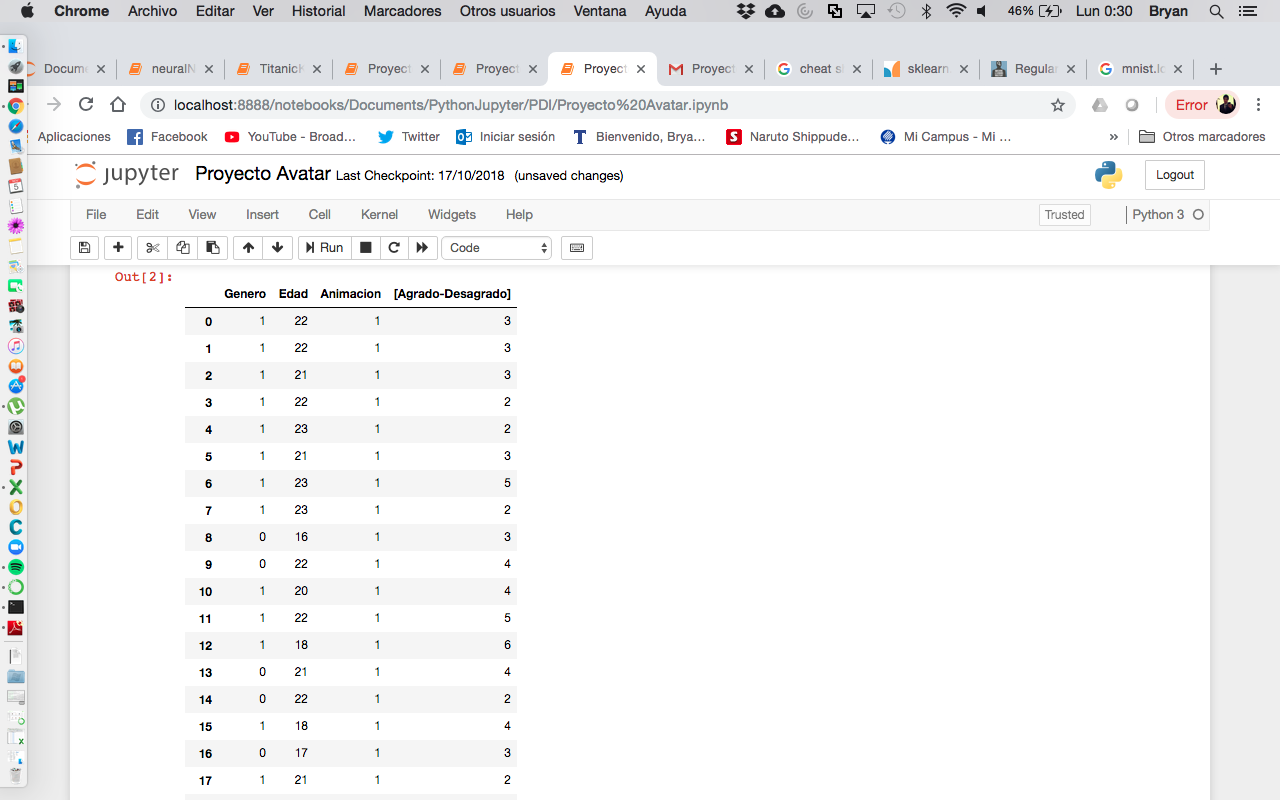 Chrome Archivo Editar Ver Historial Marcadores Otros usuarios Ventana Ayuda 46% Lun 0:30 Bryan
Docume neuralN TitanicK Proyect Proyect Proyect Proyect cheat sl sklearn. Regular mnist.lo
localhost:8888/notebooks/Documents/PythonJupyter/PDI/Proyecto%20Avatar.ipynb Error
Aplicaciones Facebook YouTube - Broad... Twitter Iniciar sesión Bienvenido, Brya... Naruto Shippude... Mi Campus - Mi ... » Otros marcadores
jupyter Proyecto Avatar Last Checkpoint: 17/10/2018 (unsaved changes) Logout
File Edit View Insert Cell Kernel Widgets Help Trusted Python 3
Run Code
Out[2]:
Genero Edad Animacion [Agrado-Desagrado]
0 1 22 1 3
1 1 22 1 3
2 1 21 1 3
3 1 22 1 2
4 1 23 1 2
5 1 21 1 3
6 1 23 1 5
7 1 23 1 2
8 0 16 1 3
9 0 22 1 4
10 1 20 1 4
11 1 22 1 5
12 1 18 1 6
13 0 21 1 4
14 0 22 1 2
15 1 18 1 4
16 0 17 1 3
17 1 21 1 2